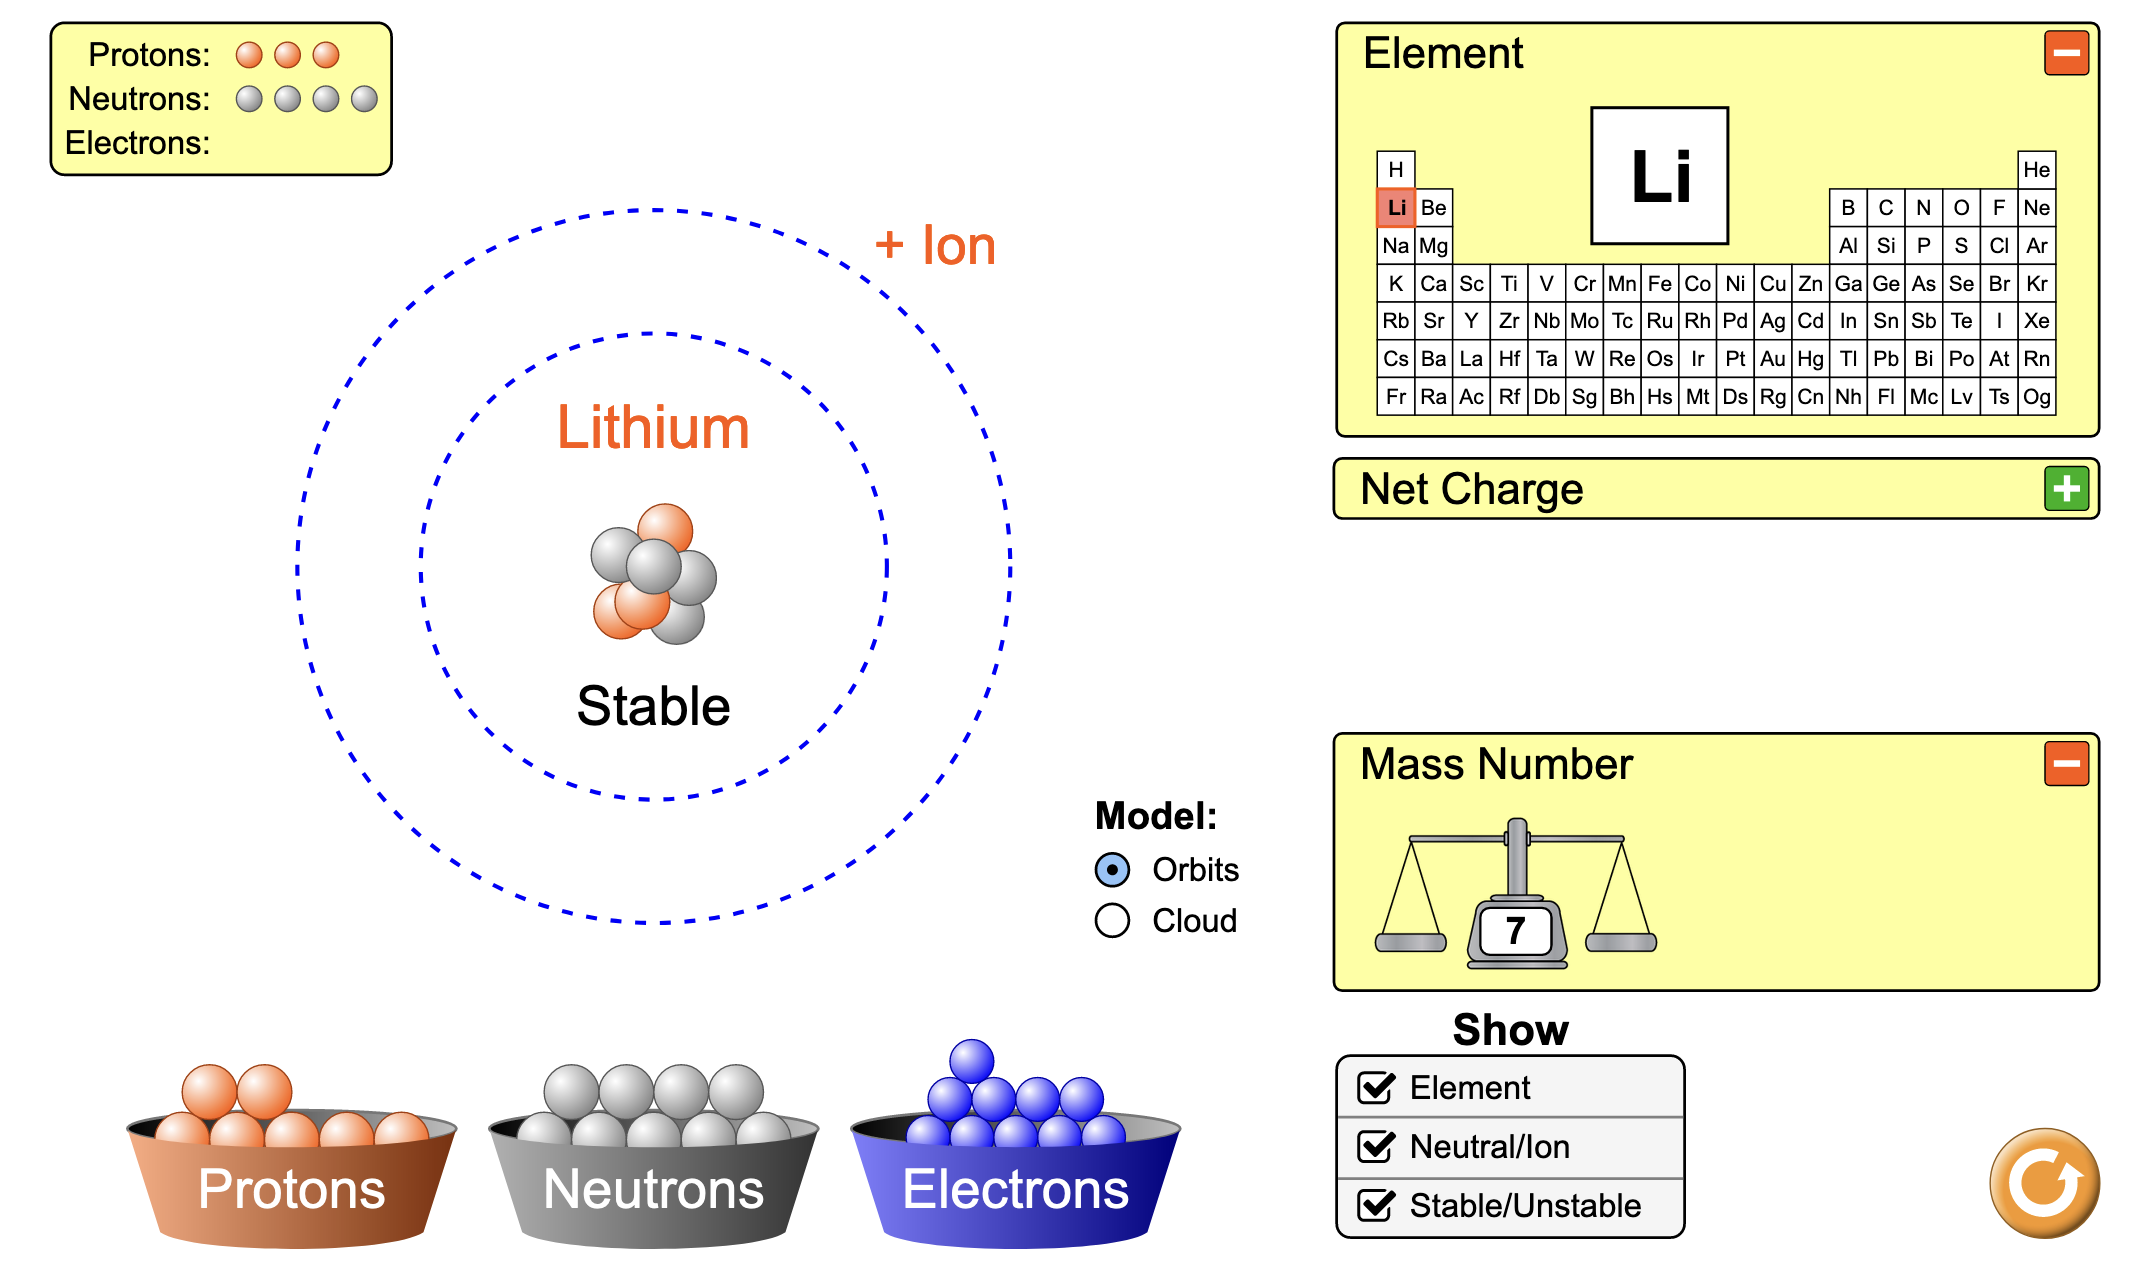 Protons:
Neutrons:
Electrons:
+ Ion
Lithium
Stable
Model:
Orbits
Cloud
Protons
Neutrons
Electrons
Element
Li
H He
Li Be B C N O F Ne
Na Mg Al Si P S Cl Ar
K Ca Sc Ti V Cr Mn Fe Co Ni Cu Zn Ga Ge As Se Br Kr
Rb Sr Y Zr Nb Mo Tc Ru Rh Pd Ag Cd In Sn Sb Te I Xe
Cs Ba La Hf Ta W Re Os Ir Pt Au Hg Tl Pb Bi Po At Rn
Fr Ra Ac Rf Db Sg Bh Hs Mt Ds Rg Cn Nh Fl Mc Lv Ts Og
Net Charge
Mass Number
7
Show
Element
Neutral/Ion
Stable/Unstable